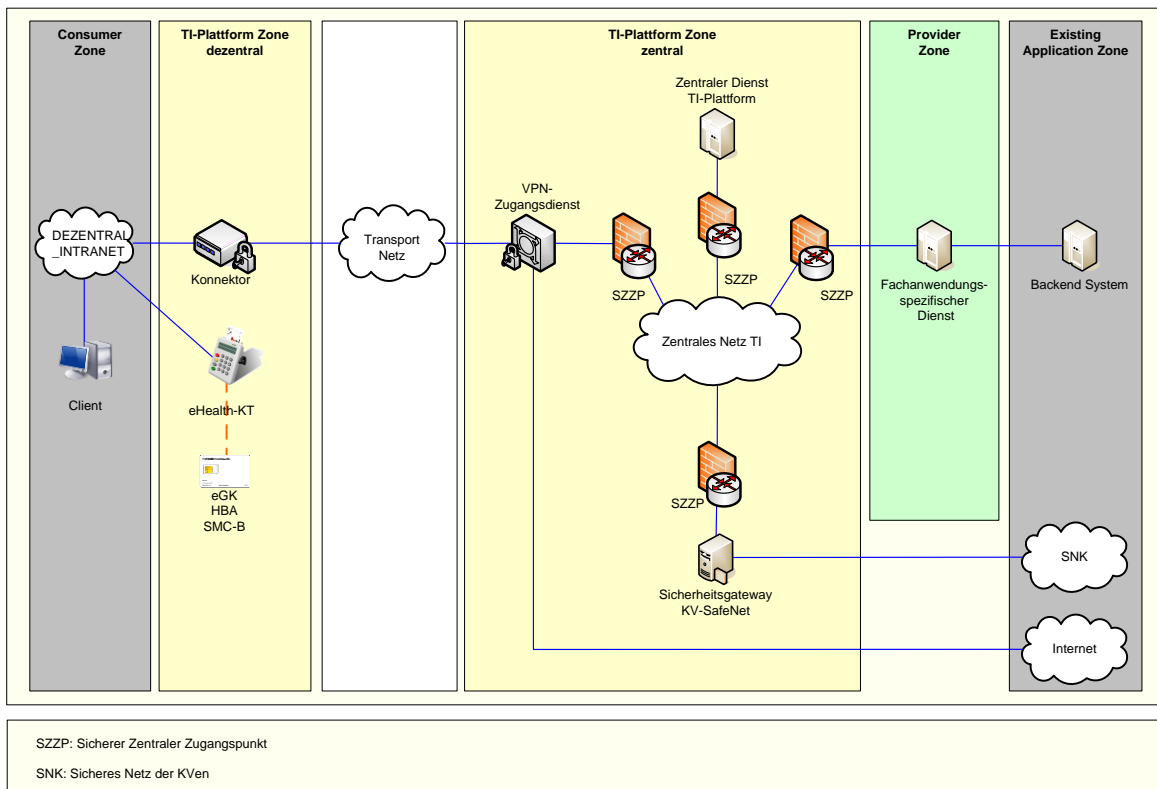 Consumer
Zone
TI-Plattform Zone
dezentral
TI-Plattform Zone
zentral
Provider
Zone
Existing
Application Zone
Zentraler Dienst
TI-Plattform
VPN-
Zugangsdienst
DEZENTRAL
_INTRANET
Konnektor
Transport
Netz
SZZP
SZZP
SZZP
Fachanwendungs-
spezifischer
Dienst
Backend System
Zentrales Netz TI
Client
eHealth-KT
eGK
HBA
SMC-B
SZZP
Sicherheitsgateway
KV-SafeNet
SNK
Internet
SZZP: Sicherer Zentraler Zugangspunkt
SNK: Sicheres Netz der KVen